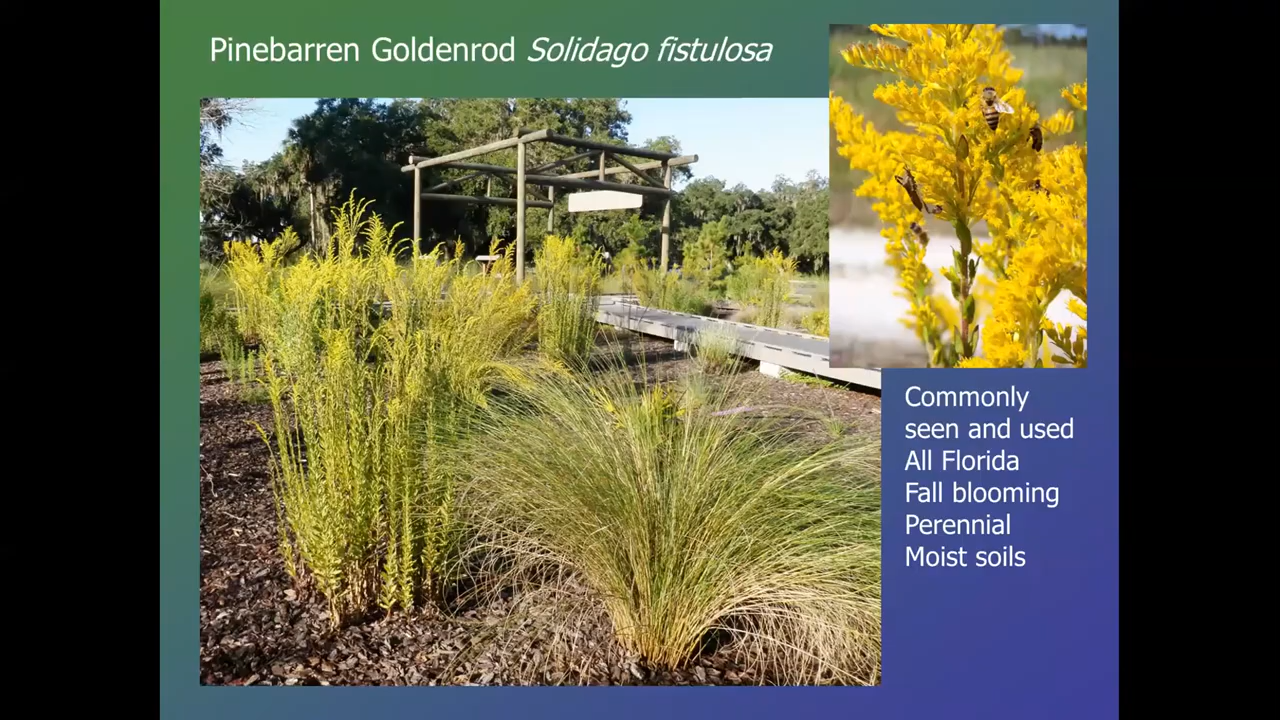 Pinebarren Goldenrod Solidago fistulosa
Commonly
seen and used
All Florida
Fall blooming
Perennial
Moist soils